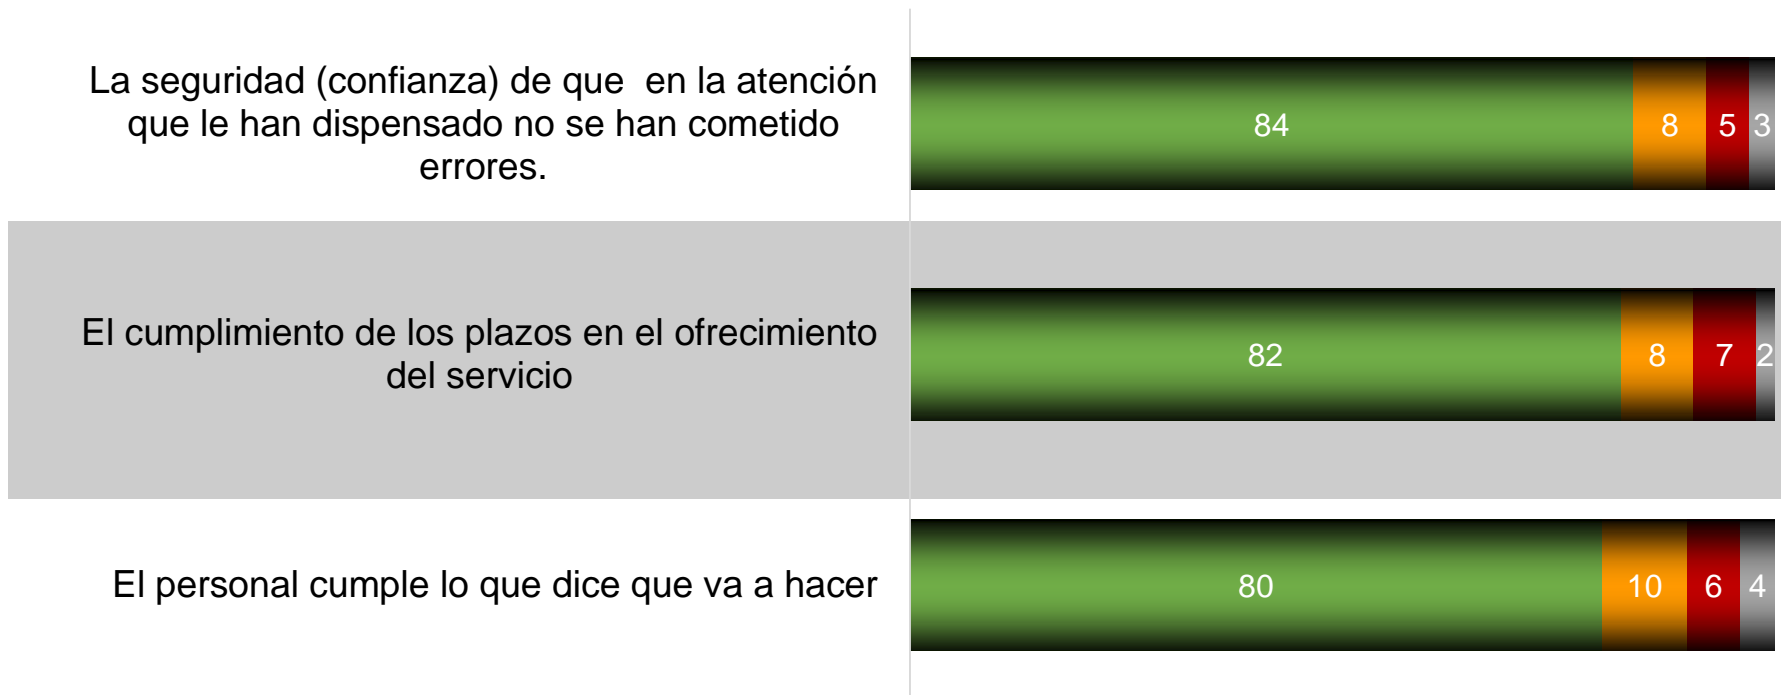 La seguridad (confianza) de que  en la atención
que le han dispensado no se han cometido
errores.
84 8 5 3
El cumplimiento de los plazos en el ofrecimiento
del servicio
82 8 7 2
El personal cumple lo que dice que va a hacer
80 10 6 4